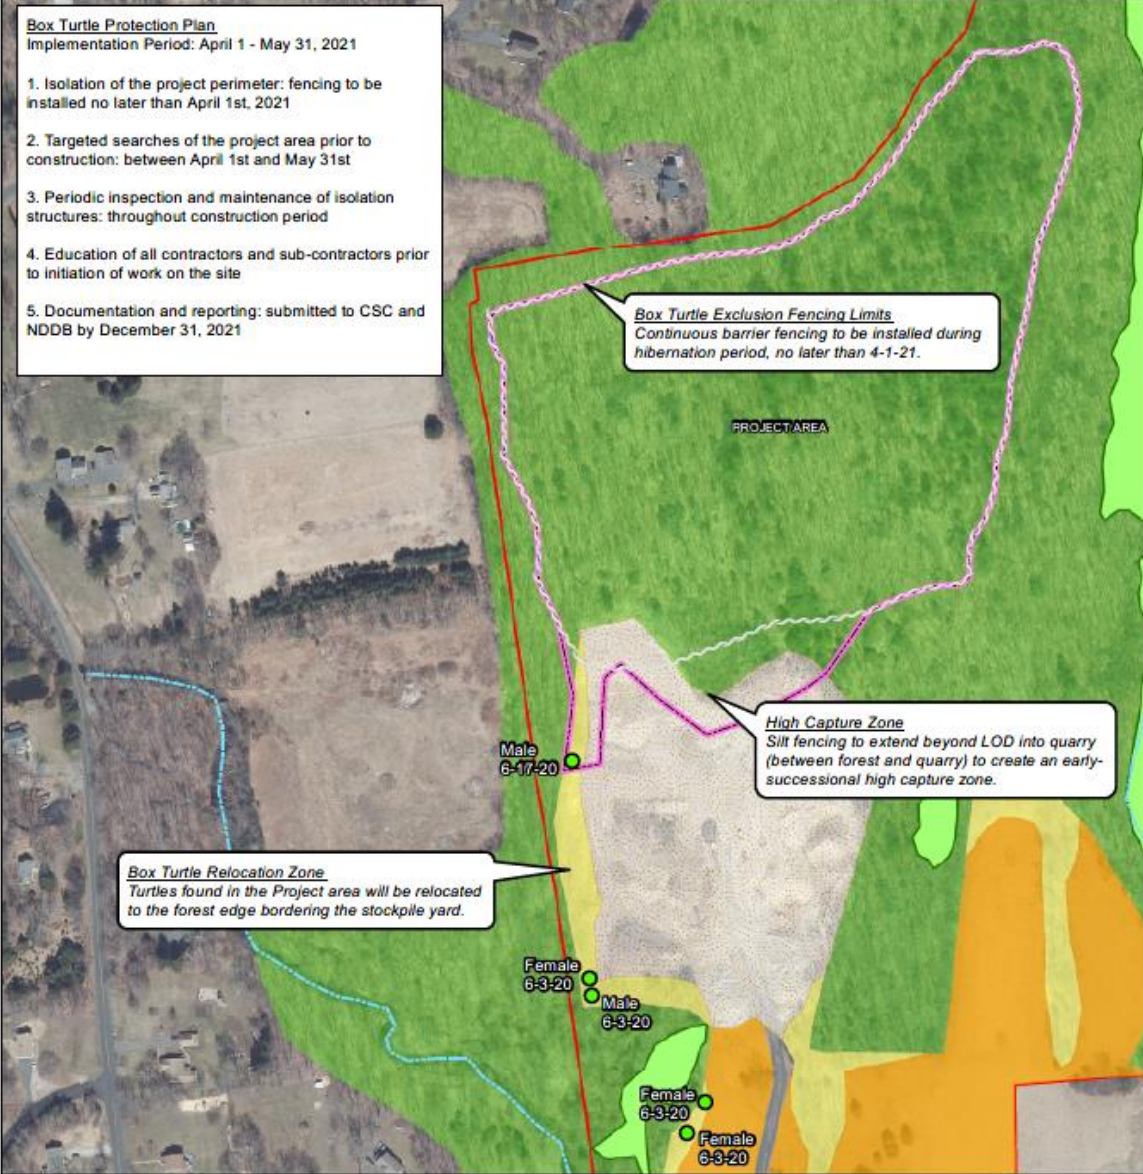 Box Turtle Protection Plan
Implementation Period: April 1 - May 31, 2021
1. Isolation of the project perimeter: fencing to be
installed no later than April 1st, 2021
2. Targeted searches of the project area prior to
construction: between April 1st and May 31st
3. Periodic inspection and maintenance of isolation
structures: throughout construction period
4. Education of all contractors and sub-contractors prior
to initiation of work on the site
5. Documentation and reporting: submitted to CSC and
NDDB by December 31, 2021
Box Turtle Exclusion Fencing Limits
Continuous barrier fencing to be installed during
hibernation period, no later than 4-1-21.
PROJECT AREA
High Capture Zone
Silt fencing to extend beyond LOD into quarry
(between forest and quarry) to create an early-
successional high capture zone.
Male
6-17-20
Box Turtle Relocation Zone
Turtles found in the Project area will be relocated
to the forest edge bordering the stockpile yard.
Female
6-3-20
Male
6-3-20
Female
6-3-20
Female
6-3-20